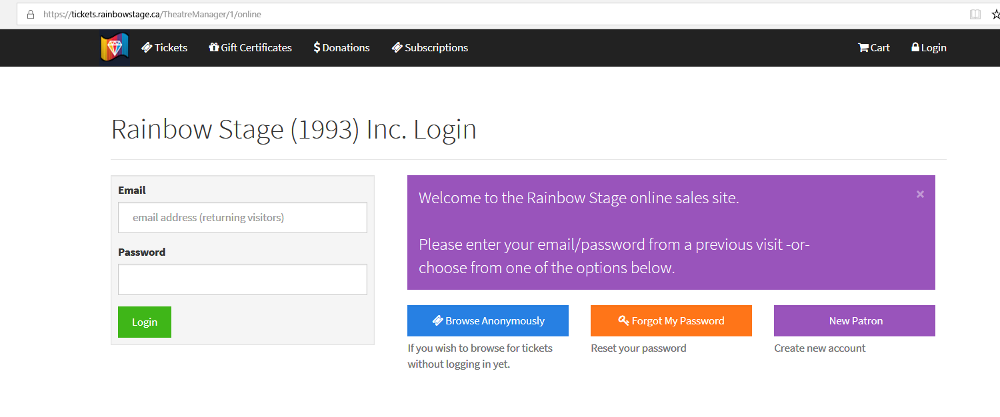 https://tickets.rainbowstage.ca/TheatreManager/1/online
Tickets Gift Certificates Donations Subscriptions Cart Login
Rainbow Stage (1993) Inc. Login
Email
email address (returning visitors)
Password
Login
Welcome to the Rainbow Stage online sales site. ×
Please enter your email/password from a previous visit -or-
choose from one of the options below.
Browse Anonymously Forgot My Password New Patron
If you wish to browse for tickets Reset your password Create new account
without logging in yet.